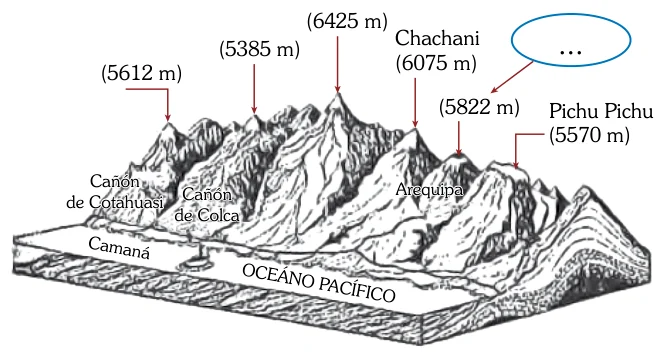 (6425 m)
...
(5385 m)
Chachani
(6075 m)
(5612 m)
(5822 m)
Pichu Pichu
(5570 m)
Cañón
de Cotahuasi
Cañón
de Colca
Arequipa
Camaná
OCEÁNO PACÍFICO